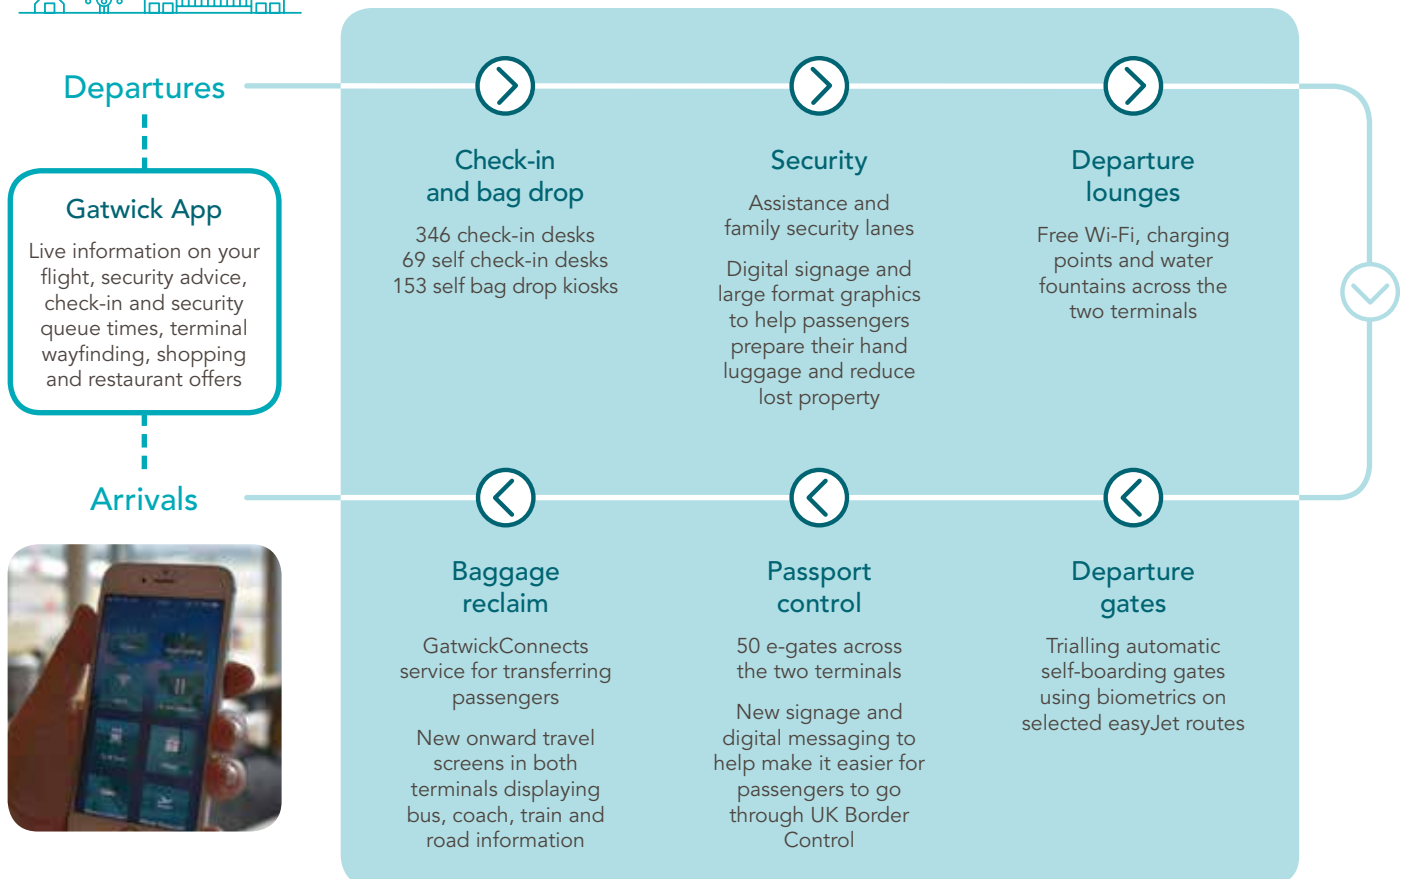 Departures
Gatwick App
Live information on your
flight, security advice,
check-in and security
queue times, terminal
wayfinding, shopping
and restaurant offers
Arrivals
Check-in
and bag drop
346 check-in desks
69 self check-in desks
153 self bag drop kiosks
Security
Assistance and
family security lanes
Digital signage and
large format graphics
to help passengers
prepare their hand
luggage and reduce
lost property
Departure
lounges
Free Wi-Fi, charging
points and water
fountains across the
two terminals
Baggage
reclaim
GatwickConnects
service for transferring
passengers
New onward travel
screens in both
terminals displaying
bus, coach, train and
road information
Passport
control
50 e-gates across
the two terminals
New signage and
digital messaging to
help make it easier for
passengers to go
through UK Border
Control
Departure
gates
Trialling automatic
self-boarding gates
using biometrics on
selected easyJet routes